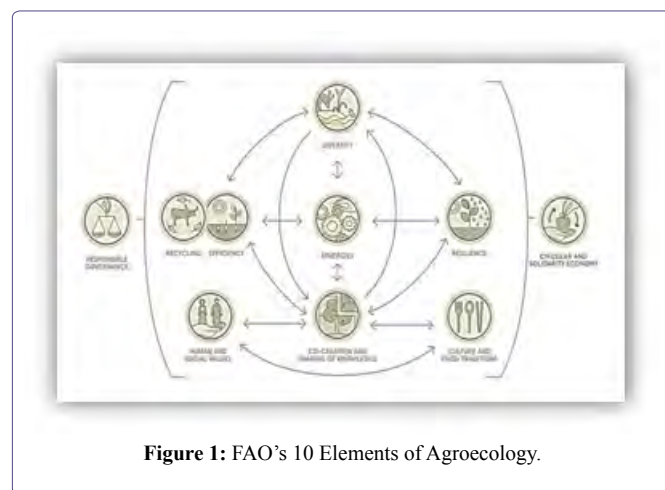 DIVERSITY
RESPONSIBLE
GOVERNANCE
RECYCLING
EFFICIENCY
SYNERGIES
RESILIENCE
CIRCULAR AND
SOLIDARITY ECONOMY
HUMAN AND
SOCIAL VALUES
CO-CREATION AND
SHARING OF KNOWLEDGE
CULTURE AND
FOOD TRADITIONS
Figure 1: FAO’s 10 Elements of Agroecology.